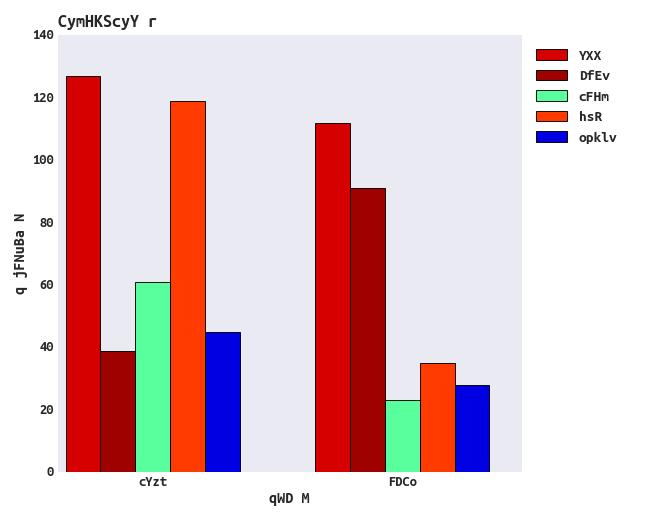 CymHKScyY r
140
120
100
80
60
40
20
0
q jFNuBa N
cYzt
FDCo
qWD M
YXX
DfEv
cFHm
hsR
opklv